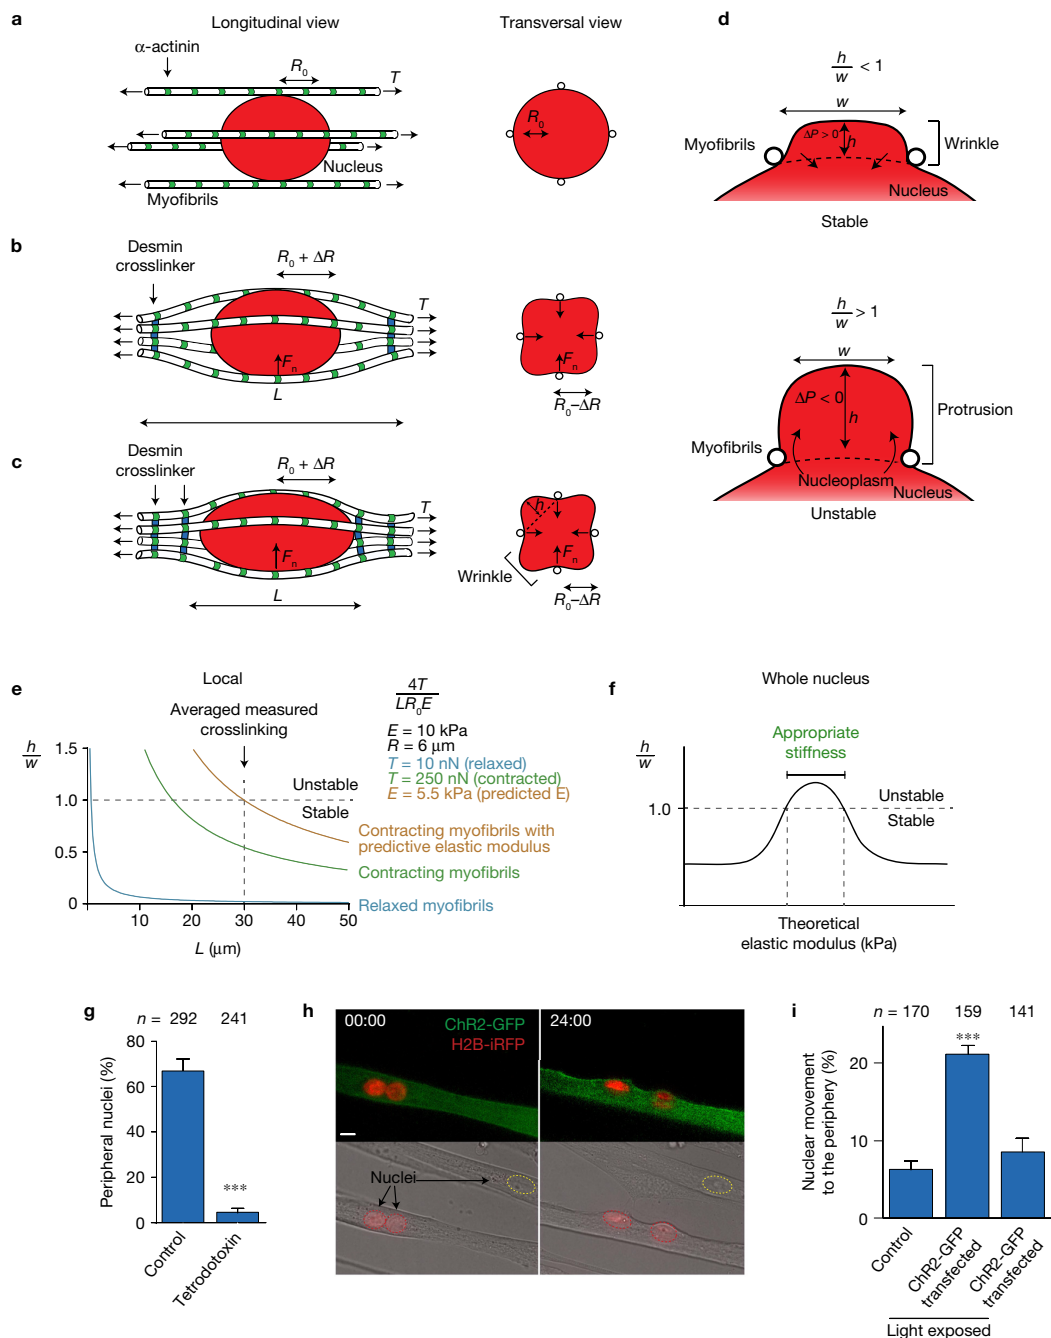 a
Longitudinal view
Transversal view
α-actinin
R0
T
R0
Nucleus
Myofibrils
b
Desmin
crosslinker
R0 + ΔR
T
Fn
L
Fn
R0–ΔR
c
Desmin
crosslinker
R0 + ΔR
T
Fn
L
h
Fn
Wrinkle
R0–ΔR
d
h/w < 1
w
ΔP > 0
h
Myofibrils
Wrinkle
Nucleus
Stable
h/w > 1
w
ΔP < 0
h
Protrusion
Myofibrils
Nucleoplasm
Nucleus
Unstable
e
Local
Averaged measured
crosslinking
4T/LR0E
E = 10 kPa
R = 6 μm
T = 10 nN (relaxed)
T = 250 nN (contracted)
E = 5.5 kPa (predicted E)
h/w
1.5
1.0
0.5
0
Unstable
Stable
Contracting myofibrils with
predictive elastic modulus
Contracting myofibrils
Relaxed myofibrils
10 20 30 40 50
L (μm)
f
Whole nucleus
Appropriate
stiffness
h/w
1.0
Unstable
Stable
Theoretical
elastic modulus (kPa)
g
n = 292 241
Peripheral nuclei (%)
80
60
40
20
0
***
Control
Tetrodotoxin
h
00:00
ChR2-GFP
H2B-iRFP
24:00
Nuclei
i
n = 170 159 141
Nuclear movement
to the periphery (%)
20
10
0
***
Control
ChR2-GFP
transfected
ChR2-GFP
transfected
Light exposed